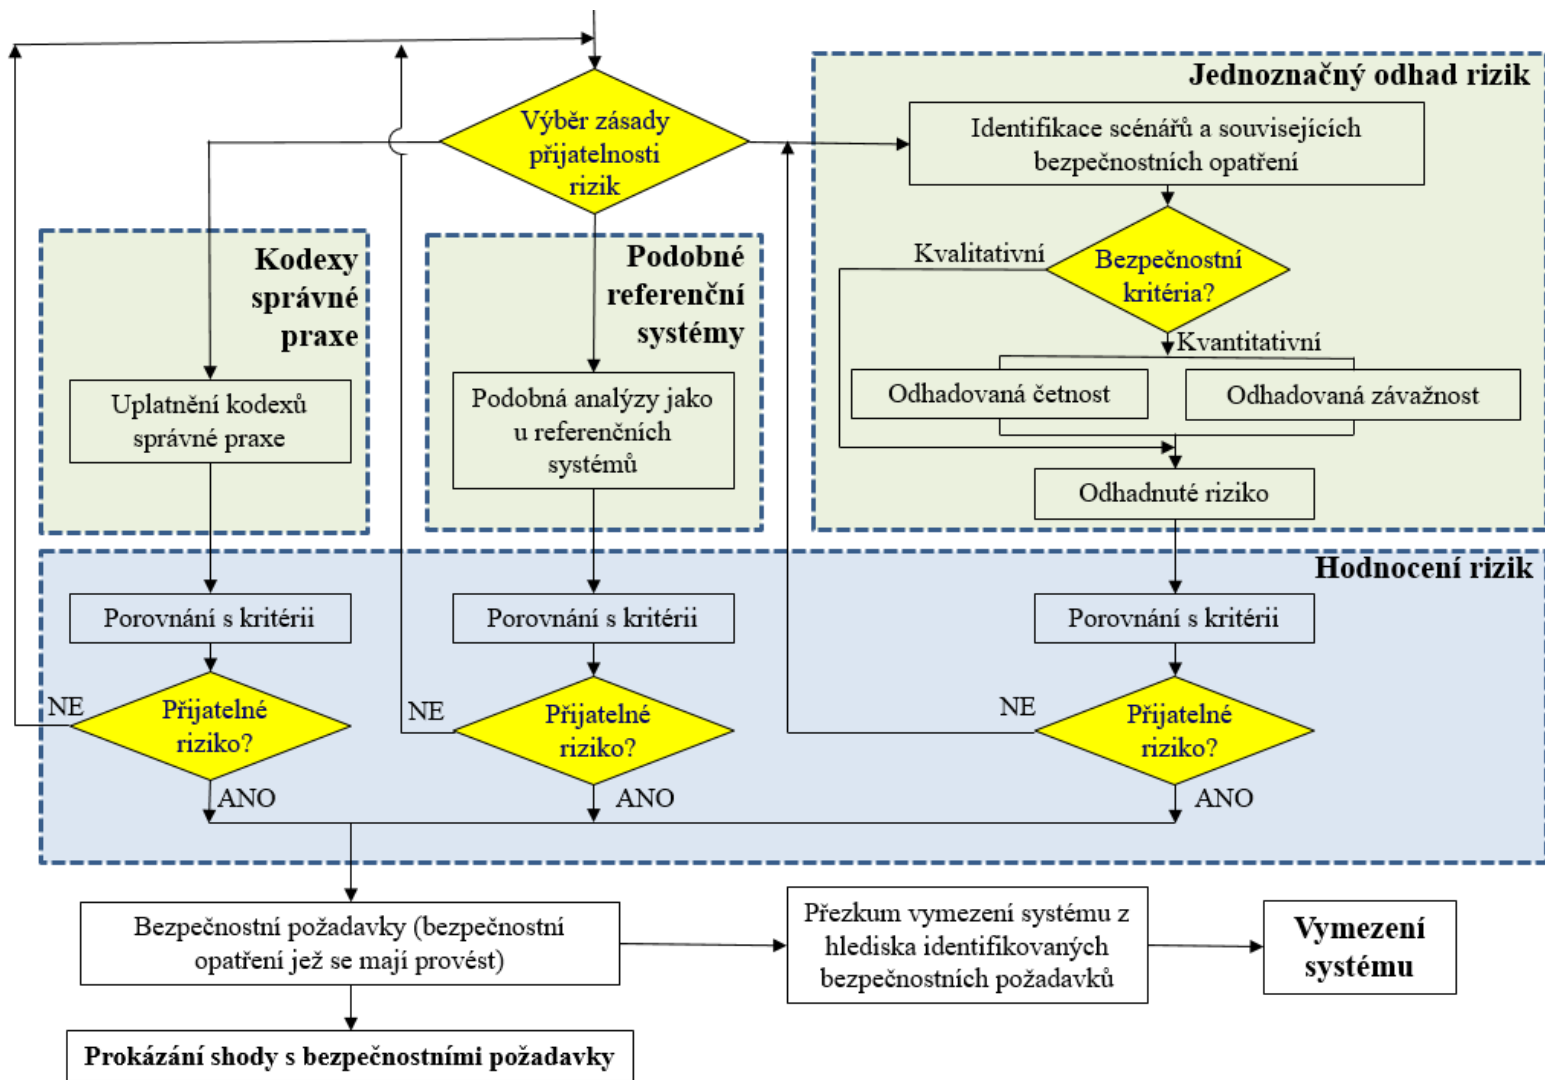 Výběr zásady
přijatelnosti
rizik
Jednoznačný odhad rizik
Identifikace scénářů a souvisejících
bezpečnostních opatření
Kvalitativní
Bezpečnostní
kritéria?
Kvantitativní
Odhadovaná četnost
Odhadovaná závažnost
Odhadnuté riziko
Kodexy
správné
praxe
Uplatnění kodexů
správné praxe
Podobné
referenční
systémy
Podobná analýzy jako
u referenčních
systémů
Hodnocení rizik
Porovnání s kritérii
Porovnání s kritérii
Porovnání s kritérii
NE
Přijatelné
riziko?
NE
Přijatelné
riziko?
NE
Přijatelné
riziko?
ANO
ANO
ANO
Bezpečnostní požadavky (bezpečnostní
opatření jež se mají provést)
Přezkum vymezení systému z
hlediska identifikovaných
bezpečnostních požadavků
Vymezení
systému
Prokázání shody s bezpečnostními požadavky